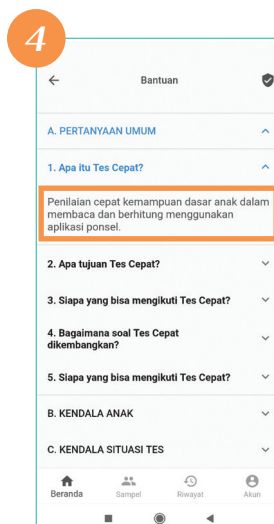 4
Bantuan
A. PERTANYAAN UMUM
1. Apa itu Tes Cepat?
Penilaian cepat kemampuan dasar anak dalam
membaca dan berhitung menggunakan
aplikasi ponsel.
2. Apa tujuan Tes Cepat?
3. Siapa yang bisa mengikuti Tes Cepat?
4. Bagaimana soal Tes Cepat
dikembangkan?
5. Siapa yang bisa mengikuti Tes Cepat?
B. KENDALA ANAK
C. KENDALA SITUASI TES
Beranda Sampel Riwayat Akun